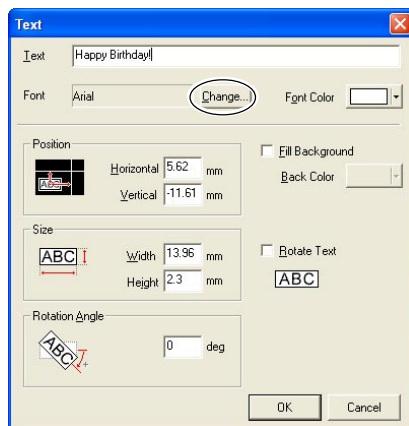 Text
Text Happy Birthday!
Font Arial Change... Font Color
Position
ABC
Horizontal 5.62 mm
Vertical -11.61 mm
Fill Background
Back Color
Size
ABC
Width 13.96 mm
Height 2.3 mm
Rotate Text
ABC
Rotation Angle
ABC
0 deg
OK Cancel